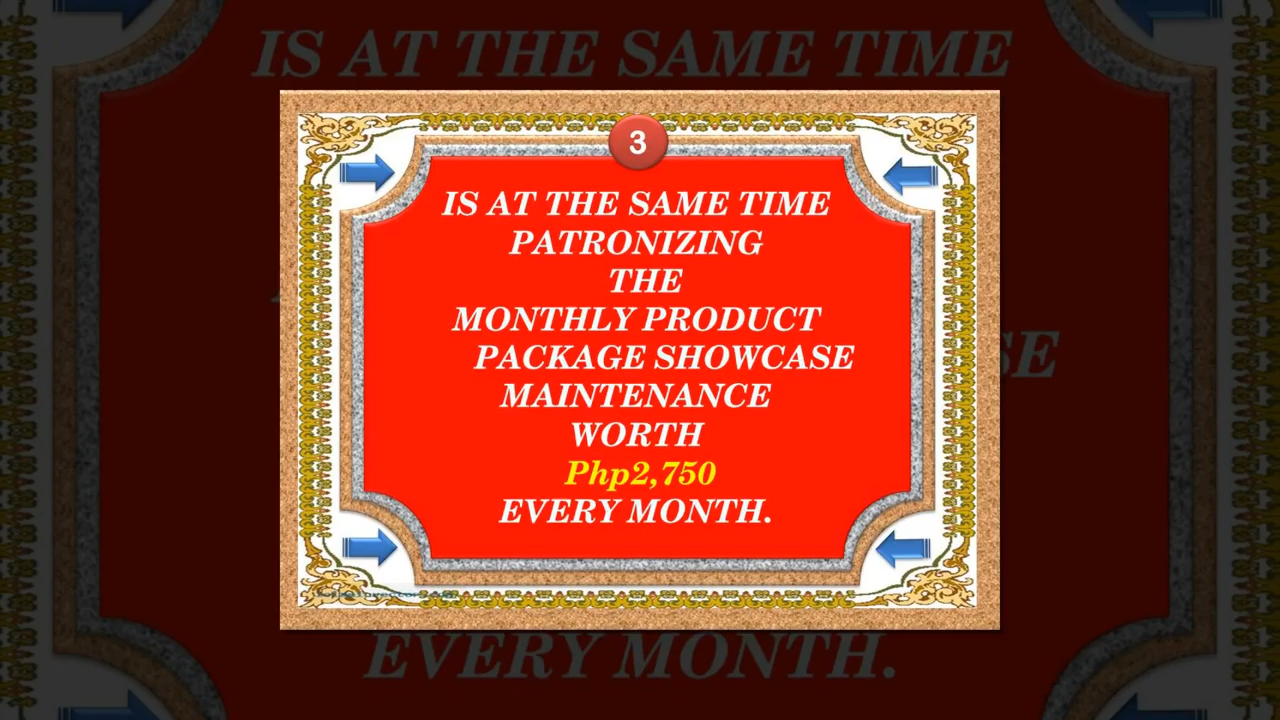 IS AT THE SAME TIME
3
IS AT THE SAME TIME
PATRONIZING
THE
MONTHLY PRODUCT
PACKAGE SHOWCASE
MAINTENANCE
WORTH
Php2,750
EVERY MONTH.
EVERY MONTH.